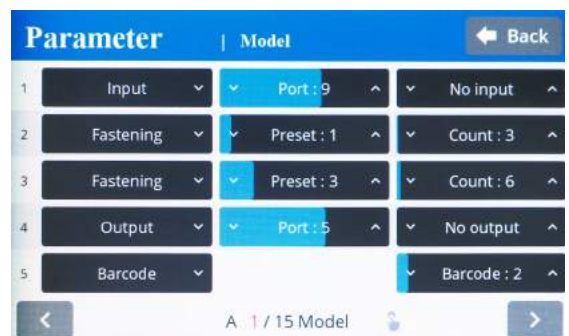 Parameter | Model Back
1 Input Port : 9 No input
2 Fastening Preset : 1 Count : 3
3 Fastening Preset : 3 Count : 6
4 Output Port : 5 No output
5 Barcode Barcode : 2
A 1 / 15 Model